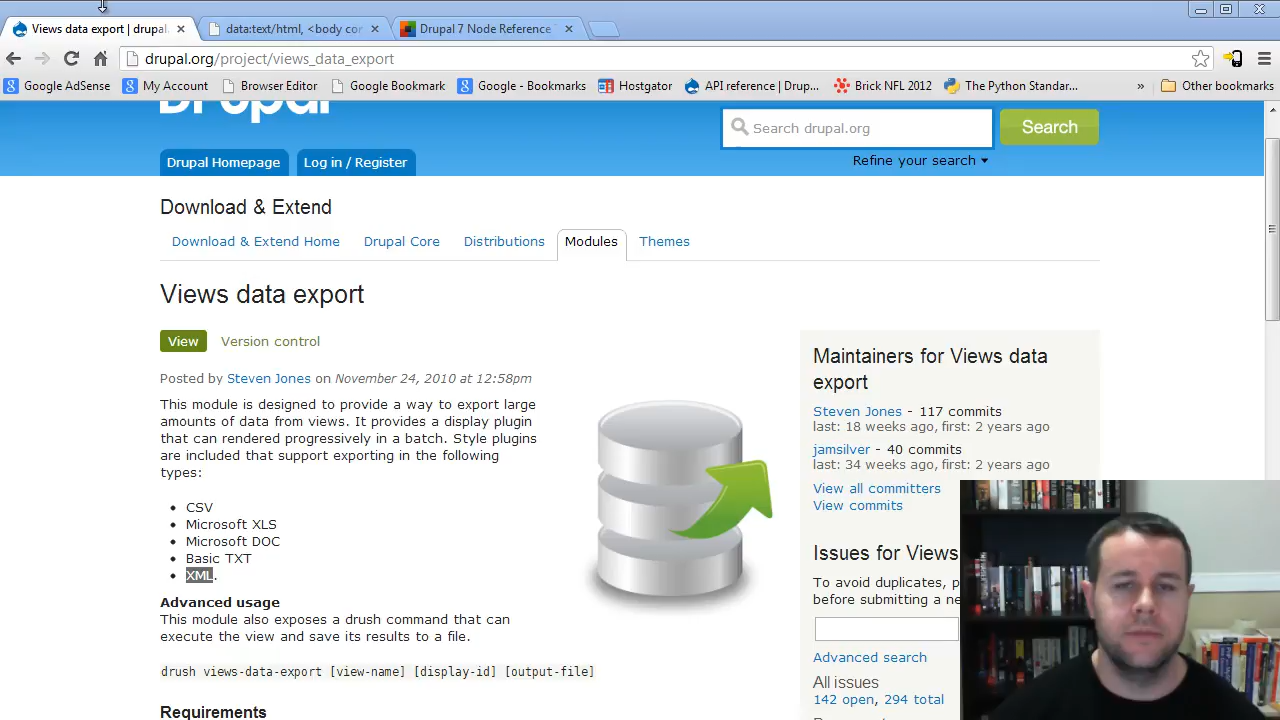 Views data export | drupal.
data:text/html, <body cor
Drupal 7 Node Reference
drupal.org/project/views_data_export
Google AdSense
My Account
Browser Editor
Google Bookmark
Google - Bookmarks
Hostgator
API reference | Drup...
Brick NFL 2012
The Python Standar...
»
Other bookmarks
Drupal
Search drupal.org
Search
Refine your search
Drupal Homepage
Log in / Register
Download & Extend
Download & Extend Home
Drupal Core
Distributions
Modules
Themes
Views data export
View
Version control
Posted by Steven Jones on November 24, 2010 at 12:58pm
This module is designed to provide a way to export large
amounts of data from views. It provides a display plugin
that can rendered progressively in a batch. Style plugins
are included that support exporting in the following
types:
• CSV
• Microsoft XLS
• Microsoft DOC
• Basic TXT
• XML.
Advanced usage
This module also exposes a drush command that can
execute the view and save its results to a file.
drush views-data-export [view-name] [display-id] [output-file]
Requirements
Maintainers for Views data
export
Steven Jones - 117 commits
last: 18 weeks ago, first: 2 years ago
jamsilver - 40 commits
last: 34 weeks ago, first: 2 years ago
View all committers
View commits
Issues for Views
To avoid duplicates, p
before submitting a ne
Advanced search
All issues
142 open, 294 total